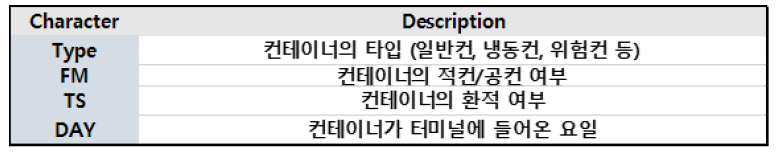 Character Description
Type 컨테이너의 타입 (일반컨, 냉동컨, 위험컨 등)
FM 컨테이너의 적컨/공컨 여부
TS 컨테이너의 환적 여부
DAY 컨테이너가 터미널에 들어온 요일